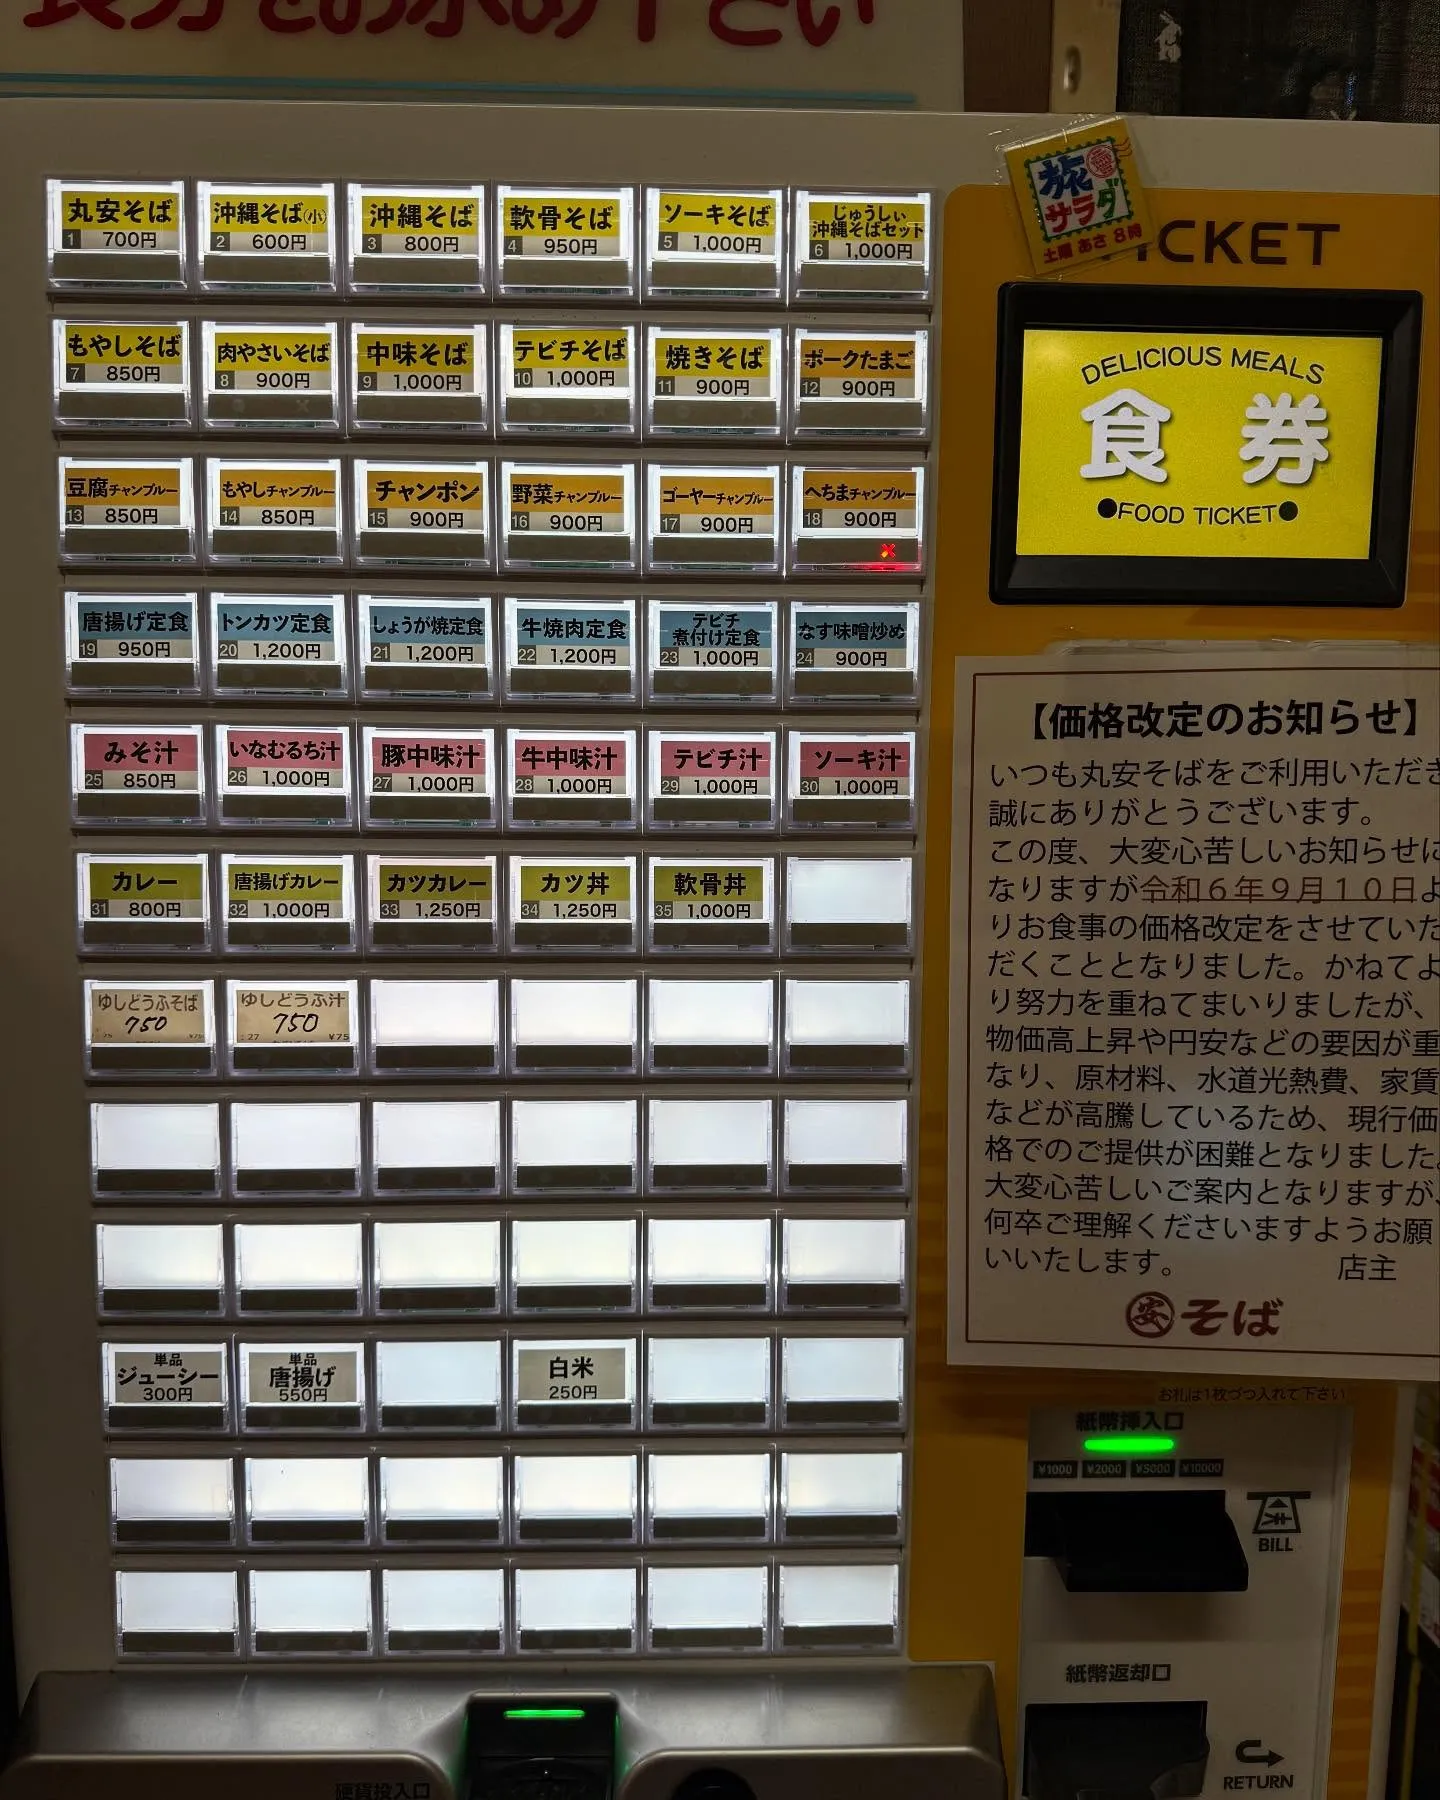 丸安そば
1 700円
沖縄そば(小)
2 600円
沖縄そば
3 800円
軟骨そば
4 950円
ソーキそば
5 1,000円
じゅうしぃ
沖縄そばセット
6 1,000円
もやしそば
7 850円
肉やさいそば
8 900円
中味そば
9 1,000円
テビチそば
10 1,000円
焼きそば
11 900円
ポークたまご
12 900円
豆腐チャンプルー
13 850円
もやしチャンプルー
14 850円
チャンポン
15 900円
野菜チャンプルー
16 900円
ゴーヤーチャンプルー
17 900円
へちまチャンプルー
18 900円
×
唐揚げ定食
19 950円
トンカツ定食
20 1,200円
しょうが焼定食
21 1,200円
牛焼肉定食
22 1,200円
テビチ
煮付け定食
23 1,000円
なす味噌炒め
24 900円
みそ汁
25 850円
いなむるち汁
26 1,000円
豚中味汁
27 1,000円
牛中味汁
28 1,000円
テビチ汁
29 1,000円
ソーキ汁
30 1,000円
カレー
31 800円
唐揚げカレー
32 1,000円
カツカレー
33 1,250円
カツ丼
34 1,250円
軟骨丼
35 1,000円
ゆしどうふそば
750
ゆしどうふ汁
750
27 ¥75
単品
ジューシー
300円
単品
唐揚げ
550円
白米
250円
旅
サラダ
土曜 あさ 8時
ICKET
DELICIOUS MEALS
食 券
●FOOD TICKET●
【価格改定のお知らせ】
いつも丸安そばをご利用いただき
誠にありがとうございます。
この度、大変心苦しいお知らせに
なりますが令和6年9月10日よ
りお食事の価格改定をさせていた
だくこととなりました。かねてよ
り努力を重ねてまいりましたが、
物価高上昇や円安などの要因が重
なり、原材料、水道光熱費、家賃
などが高騰しているため、現行価
格でのご提供が困難となりました。
大変心苦しいご案内となりますが、
何卒ご理解くださいますようお願
いいたします。 店主
安そば
お札は1枚づつ入れて下さい
紙幣挿入口
¥1000 ¥2000 ¥5000 ¥10000
BILL
紙幣返却口
RETURN
硬貨投入口